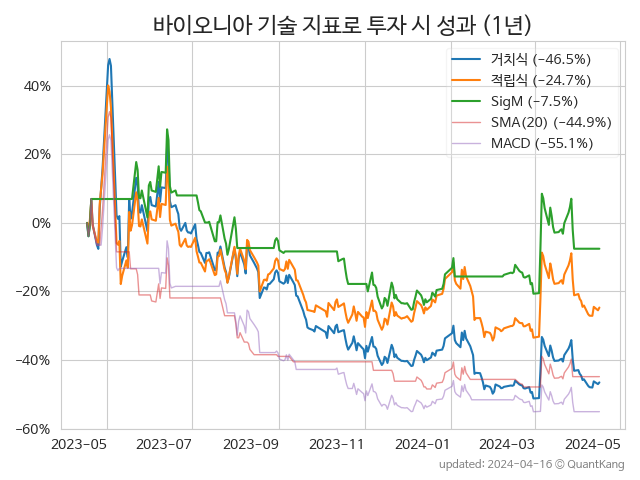 바이오니아 기술 지표로 투자 시 성과 (1년)
거치식 (−46.5%)
적립식 (−24.7%)
SigM (−7.5%)
SMA(20) (−44.9%)
MACD (−55.1%)
40%
20%
0%
−20%
−40%
−60%
2023-05
2023-07
2023-09
2023-11
2024-01
2024-03
2024-05
updated: 2024-04-16 © QuantKang